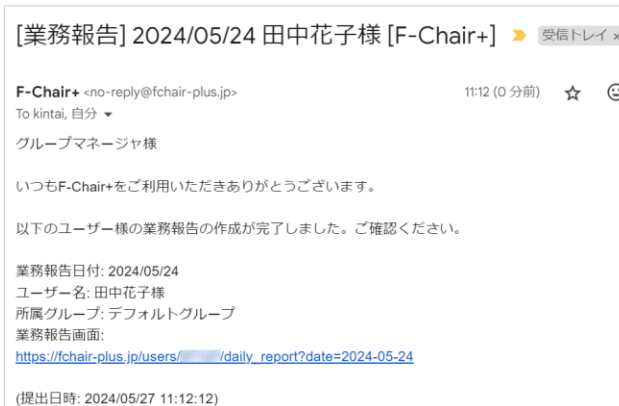 [業務報告] 2024/05/24 田中花子様 [F-Chair+] 受信トレイ ×
F-Chair+ <no-reply@fchair-plus.jp> 11:12 (0 分前)
To kintai, 自分
グループマネージャ様
いつもF-Chair+をご利用いただきありがとうございます。
以下のユーザー様の業務報告の作成が完了しました。ご確認ください。
業務報告日付: 2024/05/24
ユーザー名: 田中花子様
所属グループ: デフォルトグループ
業務報告画面:
https://fchair-plus.jp/users/ /daily_report?date=2024-05-24
(提出日時: 2024/05/27 11:12:12)